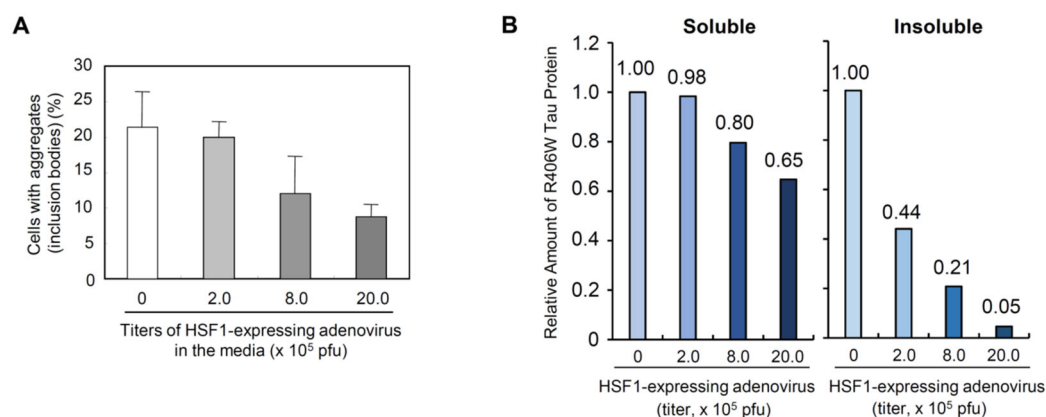 A
Cells with aggregates
(inclusion bodies) (%)
30
25
20
15
10
5
0
0 2.0 8.0 20.0
Titers of HSF1-expressing adenovirus
in the media (x 10⁵ pfu)
B
Soluble Insoluble
Relative Amount of R406W Tau Protein
1.2
1.0
0.8
0.6
0.4
0.2
0
1.00 0.98 0.80 0.65
0 2.0 8.0 20.0
HSF1-expressing adenovirus
(titer, x 10⁵ pfu)
1.00 0.44 0.21 0.05
0 2.0 8.0 20.0
HSF1-expressing adenovirus
(titer, x 10⁵ pfu)